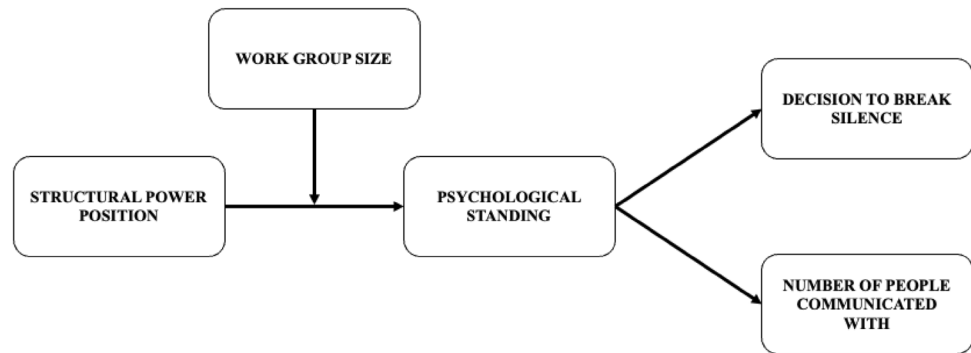 WORK GROUP SIZE
STRUCTURAL POWER
POSITION
PSYCHOLOGICAL
STANDING
DECISION TO BREAK
SILENCE
NUMBER OF PEOPLE
COMMUNICATED
WITH